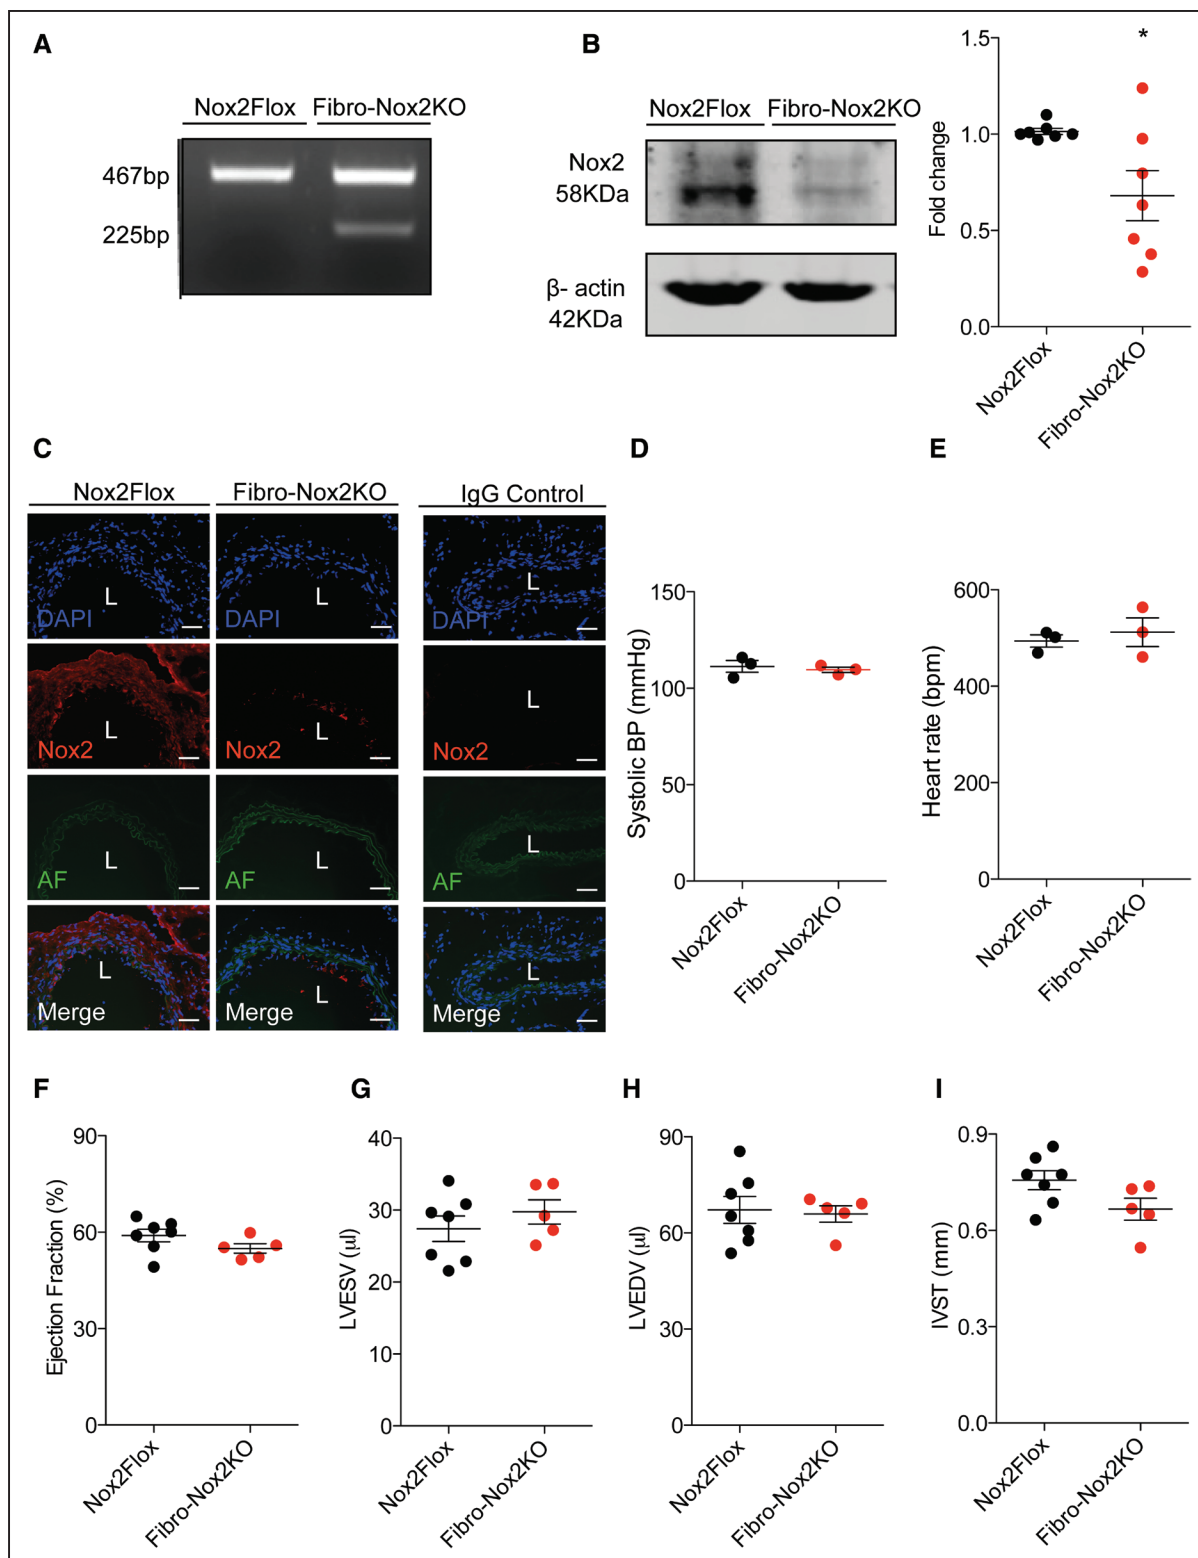 A
Nox2Flox Fibro-Nox2KO
467bp
225bp
B
Nox2Flox Fibro-Nox2KO
Nox2
58KDa
β- actin
42KDa
*
1.5
1.0
0.5
0.0
Fold change
Nox2Flox
Fibro-Nox2KO
C
Nox2Flox Fibro-Nox2KO IgG Control
L L L
DAPI DAPI DAPI
L L L
Nox2 Nox2 Nox2
L L L
AF AF AF
L L L
Merge Merge Merge
D
150
100
50
0
Systolic BP (mmHg)
Nox2Flox
Fibro-Nox2KO
E
600
400
200
0
Heart rate (bpm)
Nox2Flox
Fibro-Nox2KO
F
90
60
30
0
Ejection Fraction (%)
Nox2Flox
Fibro-Nox2KO
G
40
30
20
10
0
LVESV (µl)
Nox2Flox
Fibro-Nox2KO
H
90
60
30
0
LVEDV (µl)
Nox2Flox
Fibro-Nox2KO
I
0.9
0.6
0.3
0.0
IVST (mm)
Nox2Flox
Fibro-Nox2KO